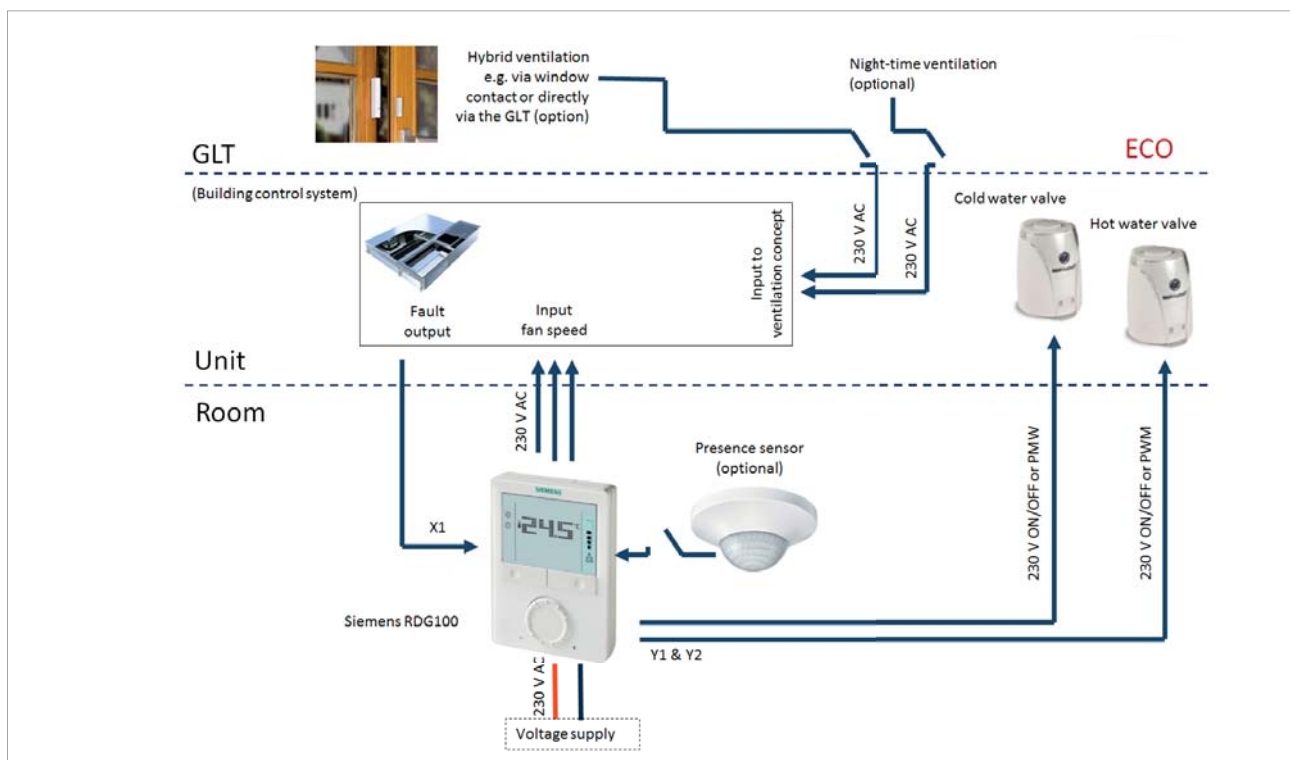 Hybrid ventilation
e.g. via window
contact or directly
via the GLT (option)
Night-time ventilation
(optional)
GLT
ECO
(Building control system)
230 V AC
230 V AC
Cold water valve
Hot water valve
Input to
ventilation concept
Fault
output
Input
fan speed
Unit
Room
230 V AC
Presence sensor
(optional)
230 V ON/OFF or PMW
230 V ON/OFF or PWM
SIEMENS
24.5 °C
X1
Siemens RDG100
Y1 & Y2
230 V A
Voltage supply